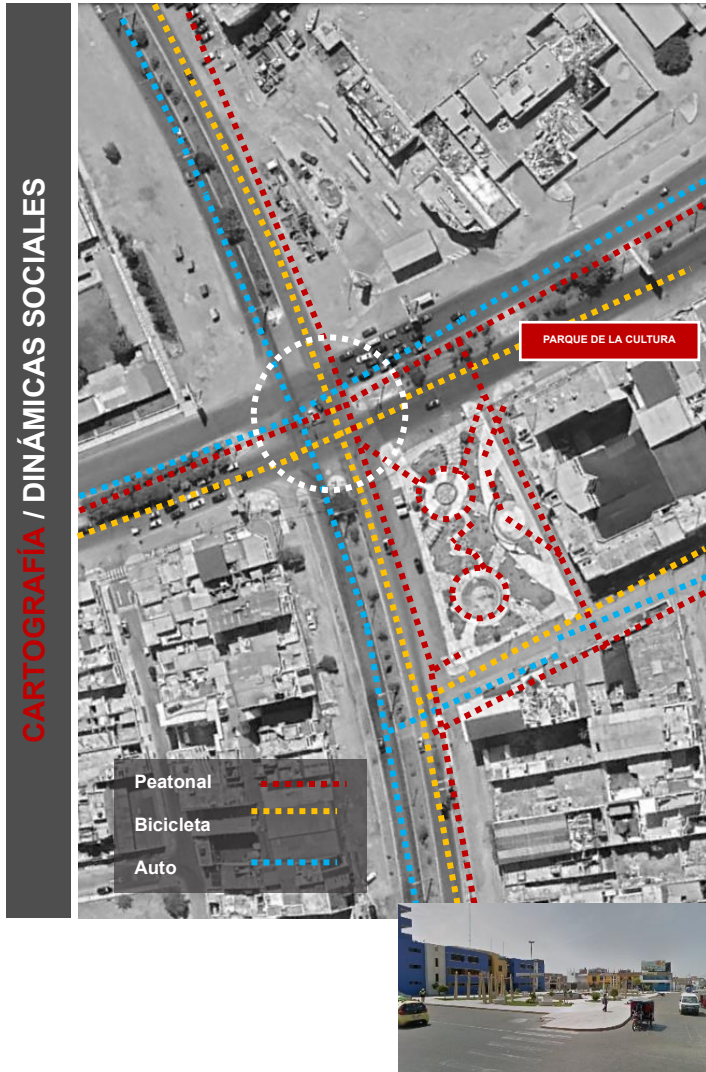 CARTOGRAFÍA / DINÁMICAS SOCIALES
PARQUE DE LA CULTURA
Peatonal
Bicicleta
Auto